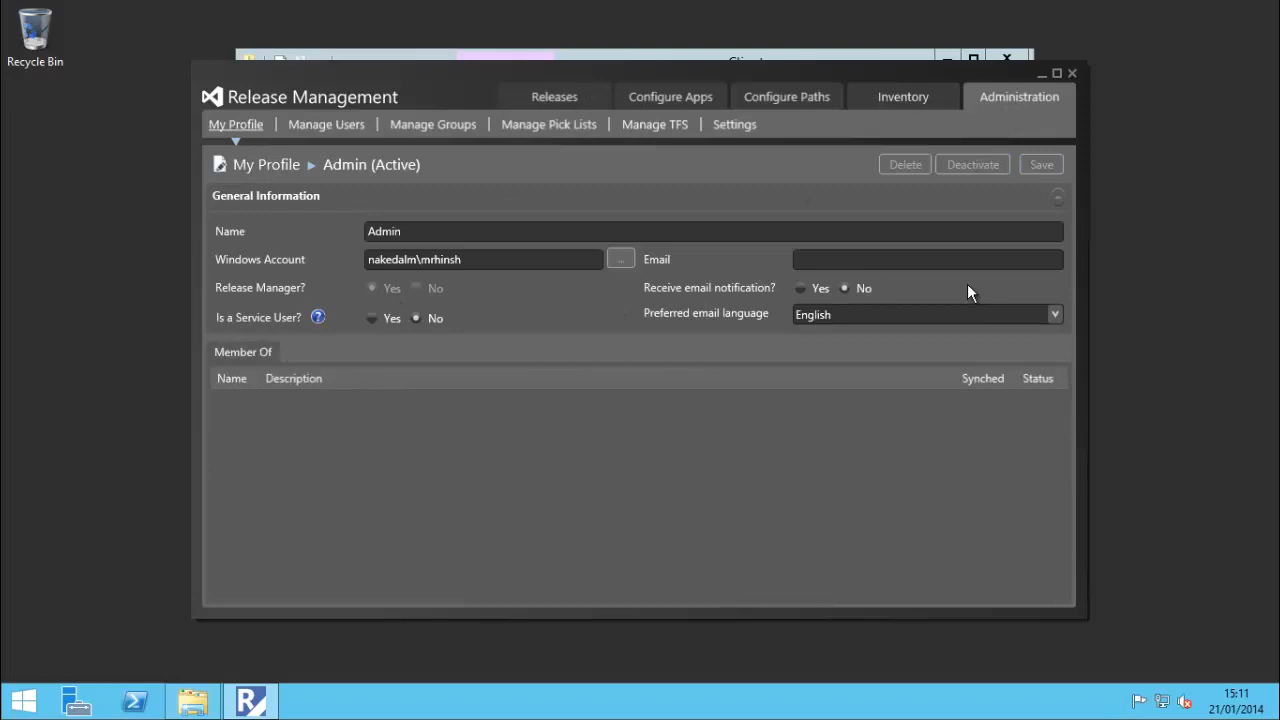 Recycle Bin
Release Management
Releases
Configure Apps
Configure Paths
Inventory
Administration
My Profile
Manage Users
Manage Groups
Manage Pick Lists
Manage TFS
Settings
My Profile
Admin (Active)
Delete
Deactivate
Save
General Information
Name
Admin
Windows Account
nakedalm\mrhinsh
...
Email
Release Manager?
Yes
No
Receive email notification?
Yes
No
Is a Service User?
Yes
No
Preferred email language
English
Member Of
Name
Description
Synched
Status
15:11
21/01/2014